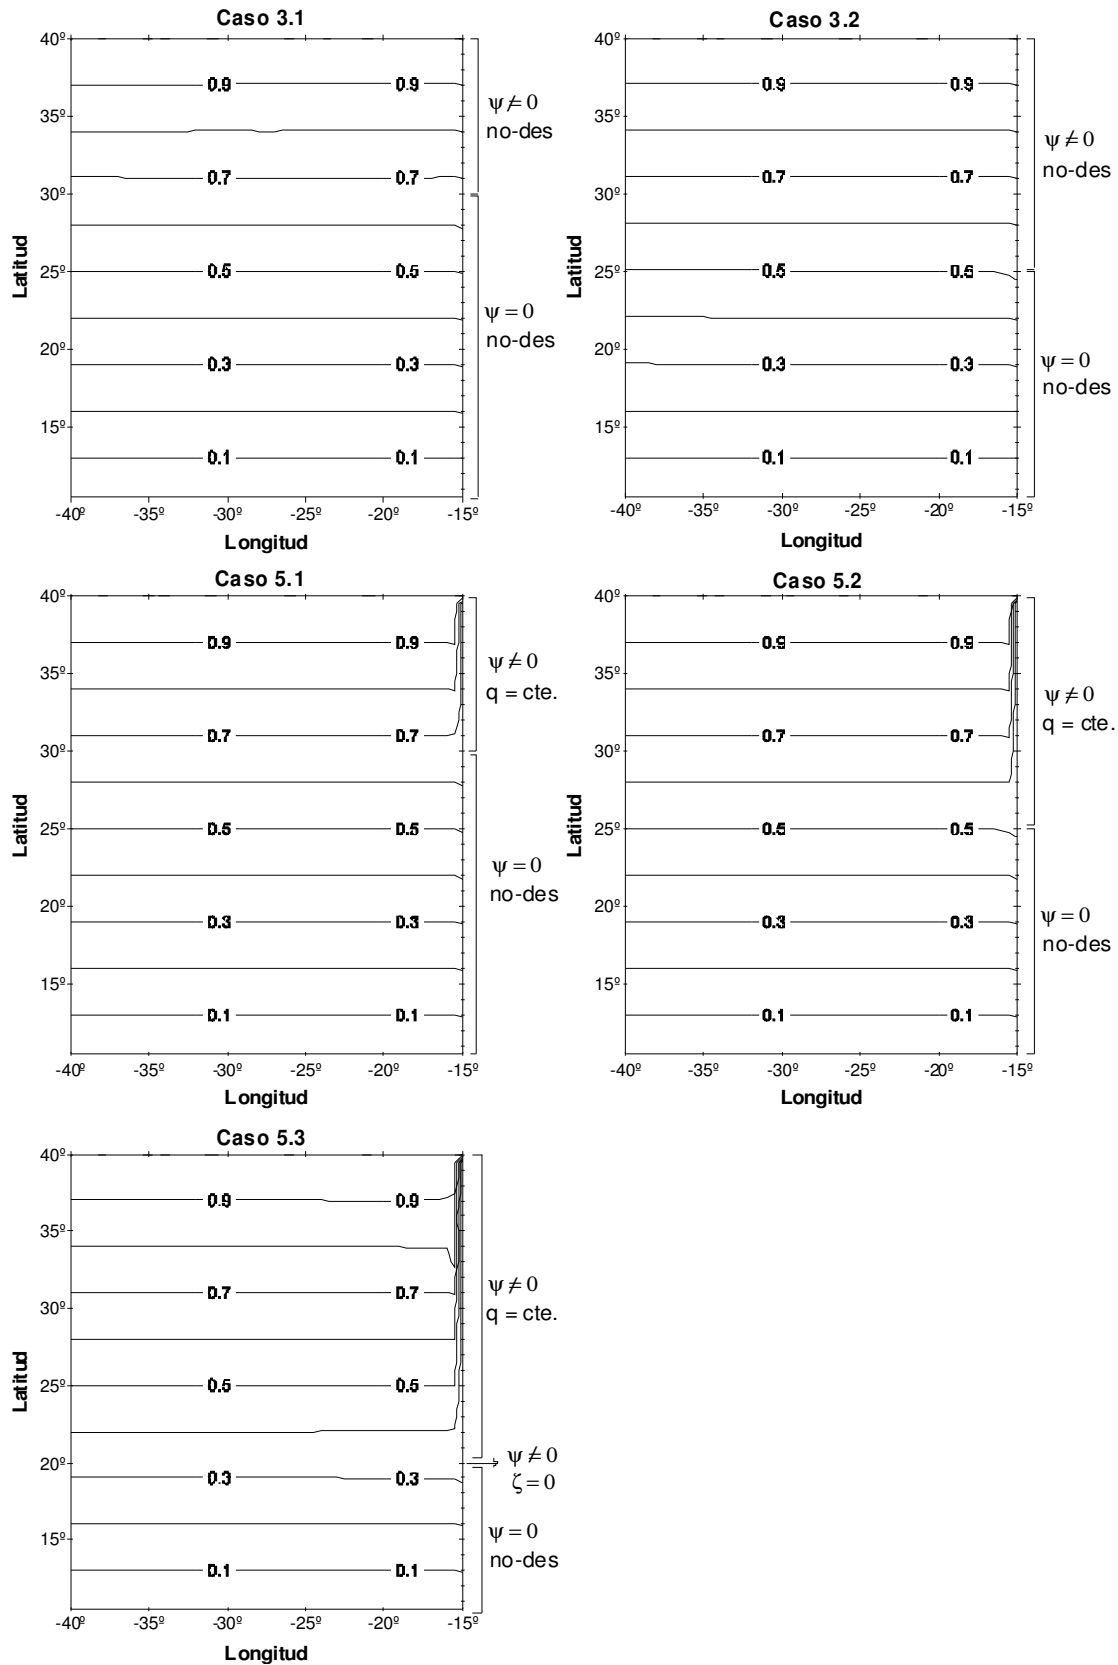 Caso 3.1
40º
35º
30º
25º
20º
15º
Latitud
0.9 0.9
0.7 0.7
0.5 0.5
0.3 0.3
0.1 0.1
-40º -35º -30º -25º -20º -15º
Longitud
ψ ≠ 0
no-des
ψ = 0
no-des
Caso 3.2
40º
35º
30º
25º
20º
15º
Latitud
0.9 0.9
0.7 0.7
0.5 0.5
0.3 0.3
0.1 0.1
-40º -35º -30º -25º -20º -15º
Longitud
ψ ≠ 0
no-des
ψ = 0
no-des
Caso 5.1
40º
35º
30º
25º
20º
15º
Latitud
0.9 0.9
0.7 0.7
0.5 0.5
0.3 0.3
0.1 0.1
-40º -35º -30º -25º -20º -15º
Longitud
ψ ≠ 0
q = cte.
ψ = 0
no-des
Caso 5.2
40º
35º
30º
25º
20º
15º
Latitud
0.9 0.9
0.7 0.7
0.5 0.5
0.3 0.3
0.1 0.1
-40º -35º -30º -25º -20º -15º
Longitud
ψ ≠ 0
q = cte.
ψ = 0
no-des
Caso 5.3
40º
35º
30º
25º
20º
15º
Latitud
0.9 0.9
0.7 0.7
0.5 0.5
0.3 0.3
0.1 0.1
-40º -35º -30º -25º -20º -15º
Longitud
ψ ≠ 0
q = cte.
ψ ≠ 0
ζ = 0
ψ = 0
no-des